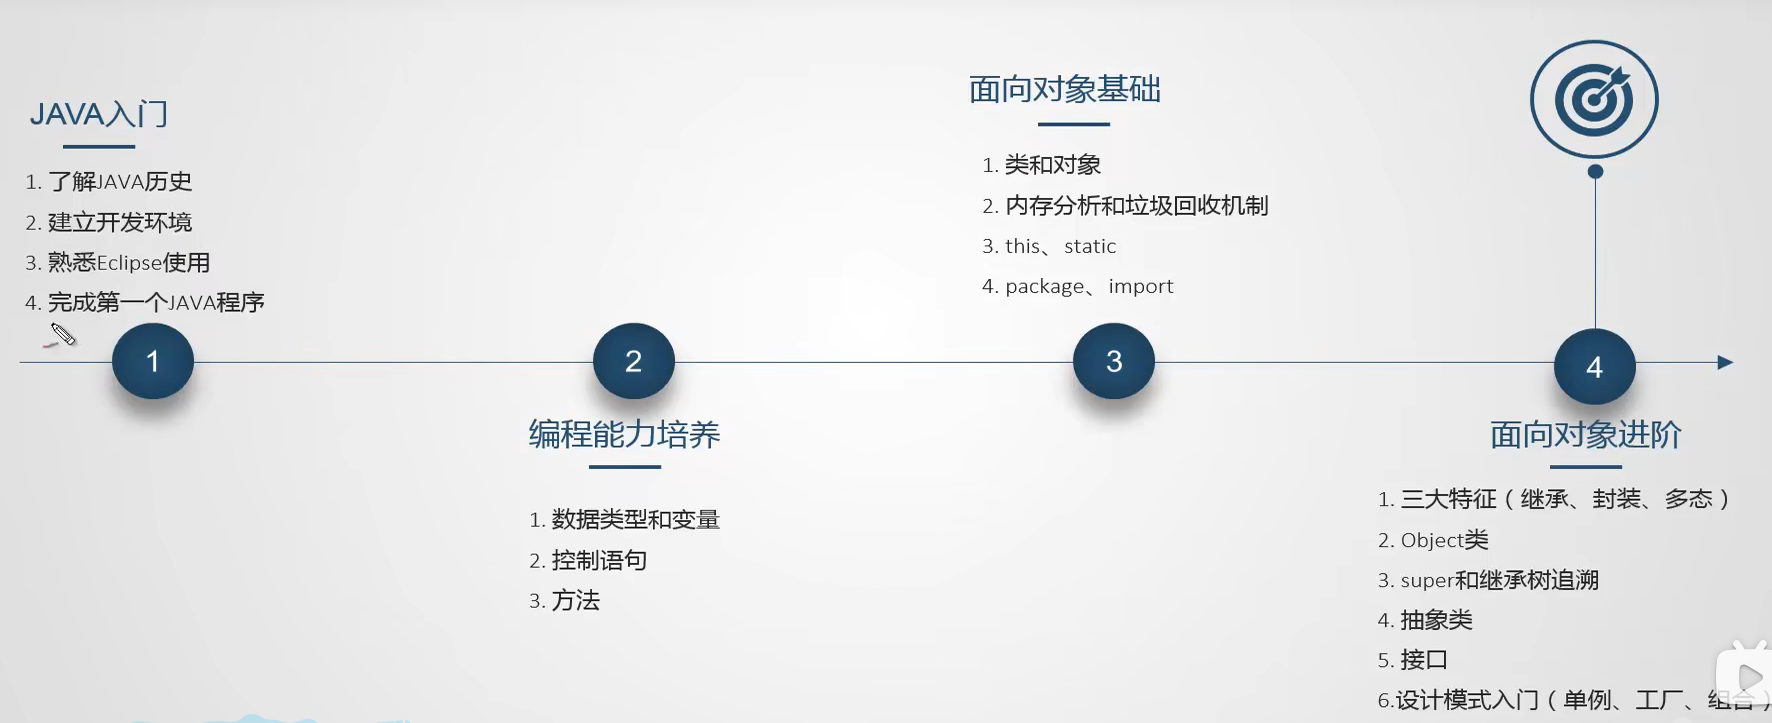 JAVA入门
1. 了解JAVA历史
2. 建立开发环境
3. 熟悉Eclipse使用
4. 完成第一个JAVA程序
1
2
编程能力培养
1. 数据类型和变量
2. 控制语句
3. 方法
面向对象基础
1. 类和对象
2. 内存分析和垃圾回收机制
3. this、static
4. package、import
3
4
面向对象进阶
1. 三大特征（继承、封装、多态）
2. Object类
3. super和继承树追溯
4. 抽象类
5. 接口
6.设计模式入门（单例、工厂、组合）